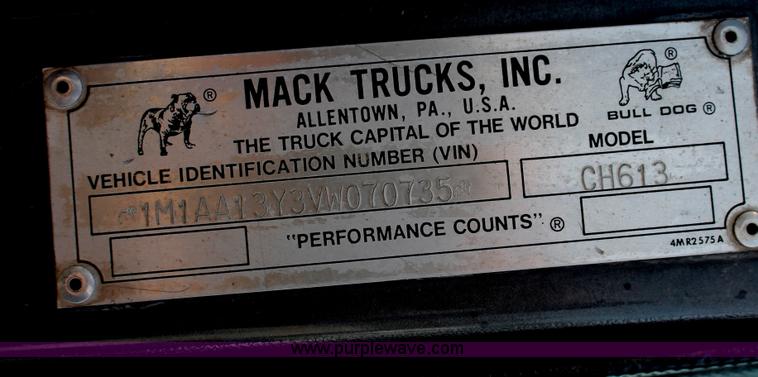 MACK TRUCKS, INC.
ALLENTOWN, PA., U.S.A.
THE TRUCK CAPITAL OF THE WORLD
BULL DOG ®
VEHICLE IDENTIFICATION NUMBER (VIN)
MODEL
1M1AA13Y3VW070735
CH613
"PERFORMANCE COUNTS". ®
4MR2575A
www.purplewave.com